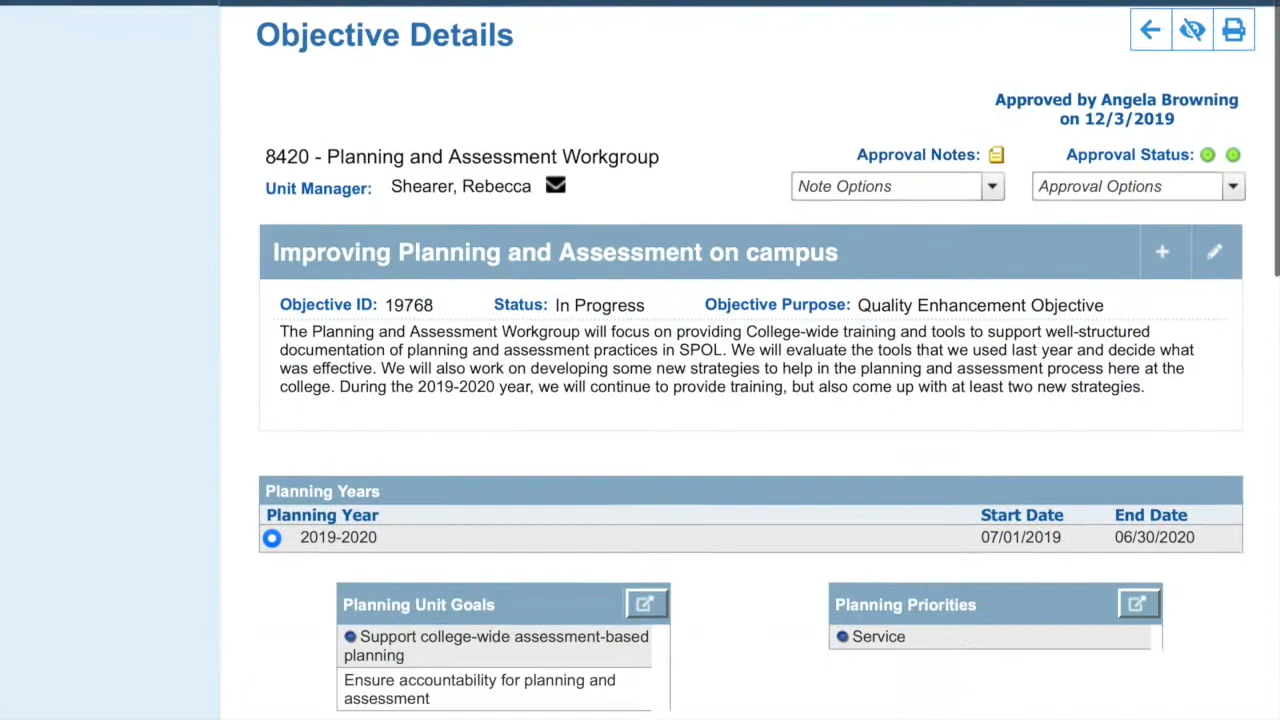 Objective Details
Approved by Angela Browning
on 12/3/2019
8420 - Planning and Assessment Workgroup
Approval Notes:
Approval Status:
Unit Manager: Shearer, Rebecca
Note Options
Approval Options
Improving Planning and Assessment on campus
Objective ID: 19768 Status: In Progress Objective Purpose: Quality Enhancement Objective
The Planning and Assessment Workgroup will focus on providing College-wide training and tools to support well-structured
documentation of planning and assessment practices in SPOL. We will evaluate the tools that we used last year and decide what
was effective. We will also work on developing some new strategies to help in the planning and assessment process here at the
college. During the 2019-2020 year, we will continue to provide training, but also come up with at least two new strategies.
Planning Years
Planning Year Start Date End Date
2019-2020 07/01/2019 06/30/2020
Planning Unit Goals
Support college-wide assessment-based
planning
Ensure accountability for planning and
assessment
Planning Priorities
Service